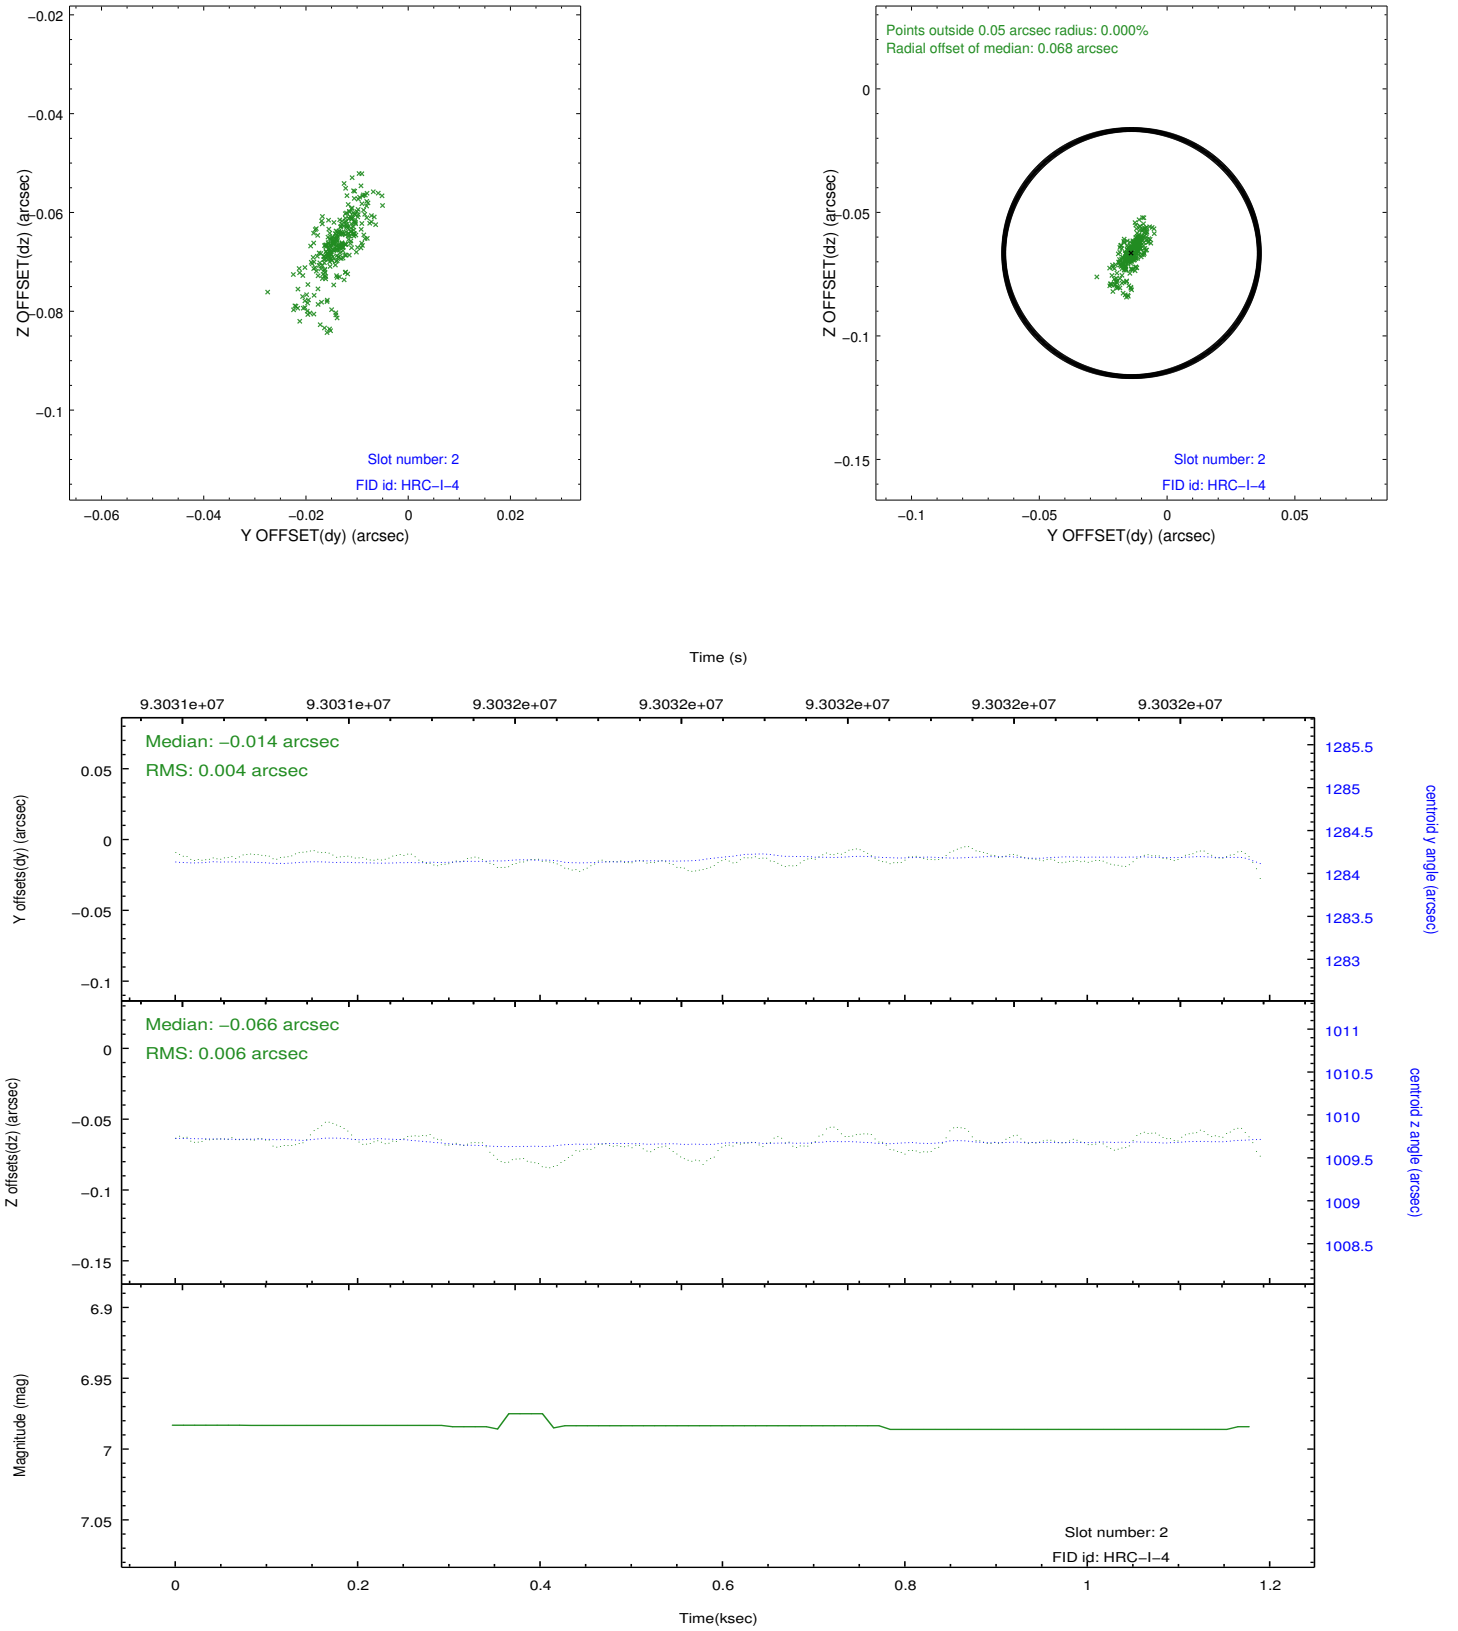 −0.02
−0.04
−0.06
−0.08
−0.1
Z OFFSET(dz) (arcsec)
Slot number: 2
FID id: HRC−I−4
−0.06 −0.04 −0.02 0 0.02
Y OFFSET(dy) (arcsec)
Points outside 0.05 arcsec radius: 0.000%
Radial offset of median: 0.068 arcsec
0
−0.05
−0.1
−0.15
Z OFFSET(dz) (arcsec)
Slot number: 2
FID id: HRC−I−4
−0.1 −0.05 0 0.05
Y OFFSET(dy) (arcsec)
Time (s)
9.3031e+07 9.3031e+07 9.3032e+07 9.3032e+07 9.3032e+07 9.3032e+07 9.3032e+07
Median: −0.014 arcsec
RMS: 0.004 arcsec
0.05
0
−0.05
−0.1
Y offsets(dy) (arcsec)
1285.5
1285
1284.5
1284
1283.5
1283
centroid y angle (arcsec)
Median: −0.066 arcsec
RMS: 0.006 arcsec
0
−0.05
−0.1
−0.15
Z offsets(dz) (arcsec)
1011
1010.5
1010
1009.5
1009
1008.5
centroid z angle (arcsec)
6.9
6.95
7
7.05
Magnitude (mag)
Slot number: 2
FID id: HRC−I−4
0 0.2 0.4 0.6 0.8 1 1.2
Time(ksec)